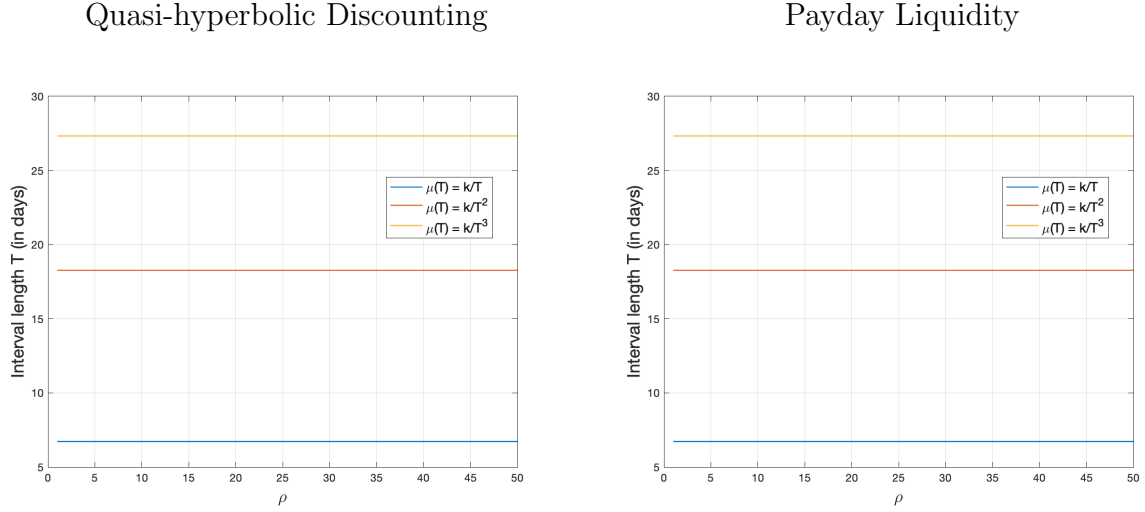 Quasi-hyperbolic Discounting
Payday Liquidity
30
25
20
15
10
5
Interval length T (in days)
μ(T) = k/T
μ(T) = k/T²
μ(T) = k/T³
0 5 10 15 20 25 30 35 40 45 50
ρ
30
25
20
15
10
5
Interval length T (in days)
μ(T) = k/T
μ(T) = k/T²
μ(T) = k/T³
0 5 10 15 20 25 30 35 40 45 50
ρ